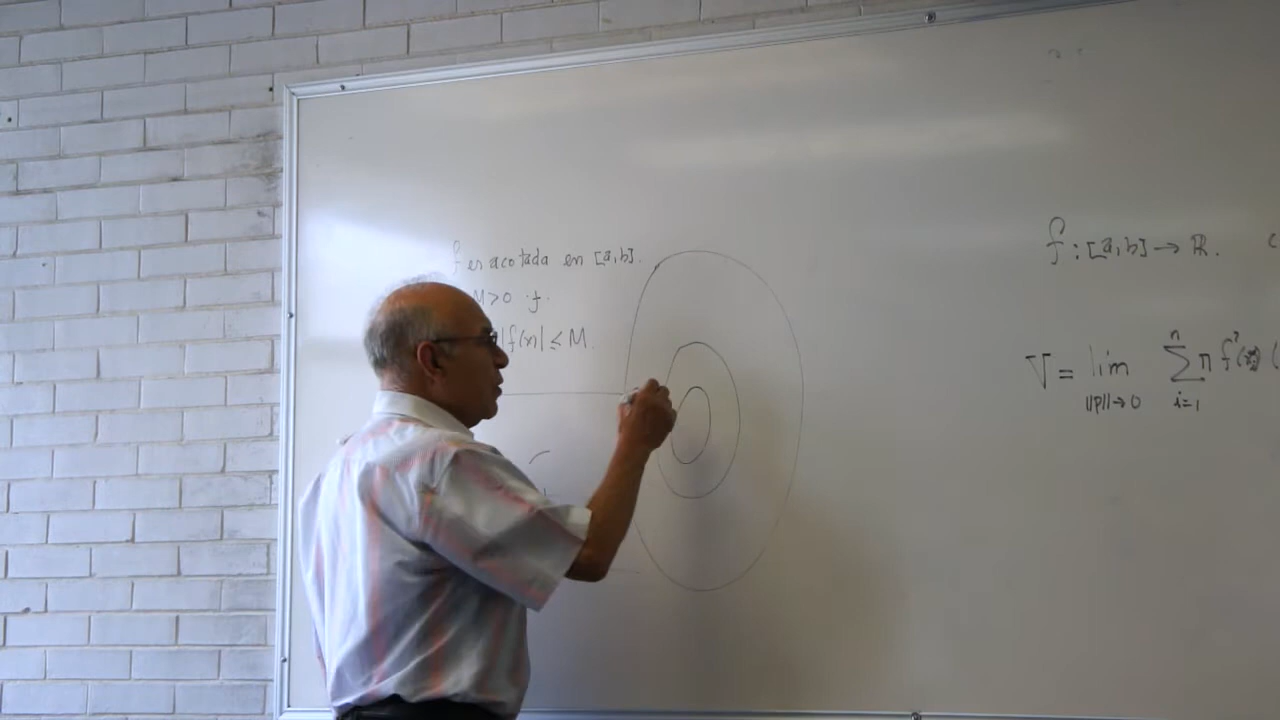 f es acotada en [a,b].
M>0 ·f.
|f(x)| ≤ M.
f : [a,b] → ℝ.
V = lim ∑ π f²(
||P||→0 i=1 n